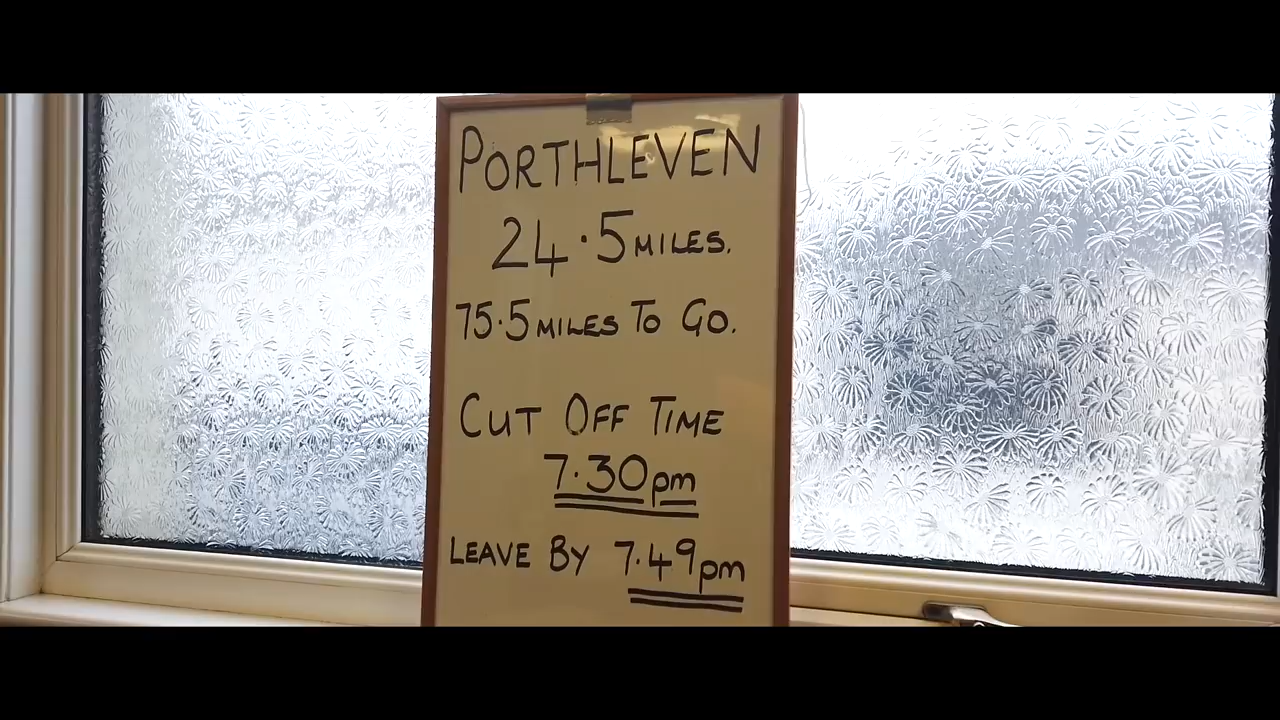 PORTHLEVEN
24.5 MILES.
75.5 MILES TO GO.
CUT OFF TIME
7.30pm
LEAVE BY 7.49pm